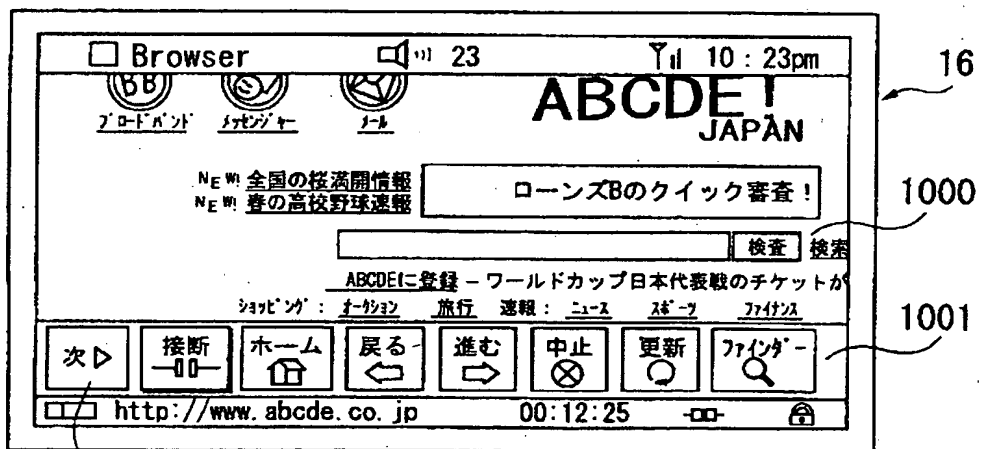 Browser 23 10 : 23pm
16
BB
ABCDE!
JAPAN
ブロードバンド メッセンジャー メール
NEW! 全国の桜満開情報
NEW! 春の高校野球速報
ローンズBのクイック審査!
1000
検査 検索
ABCDEに登録 – ワールドカップ日本代表戦のチケットが
ショッピング : オークション 旅行 速報 : ニュース スポーツ ファイナンス
1001
次▷ 接断 ホーム 戻る 進む 中止 更新 ファインダー
http://www.abcde.co.jp 00:12:25